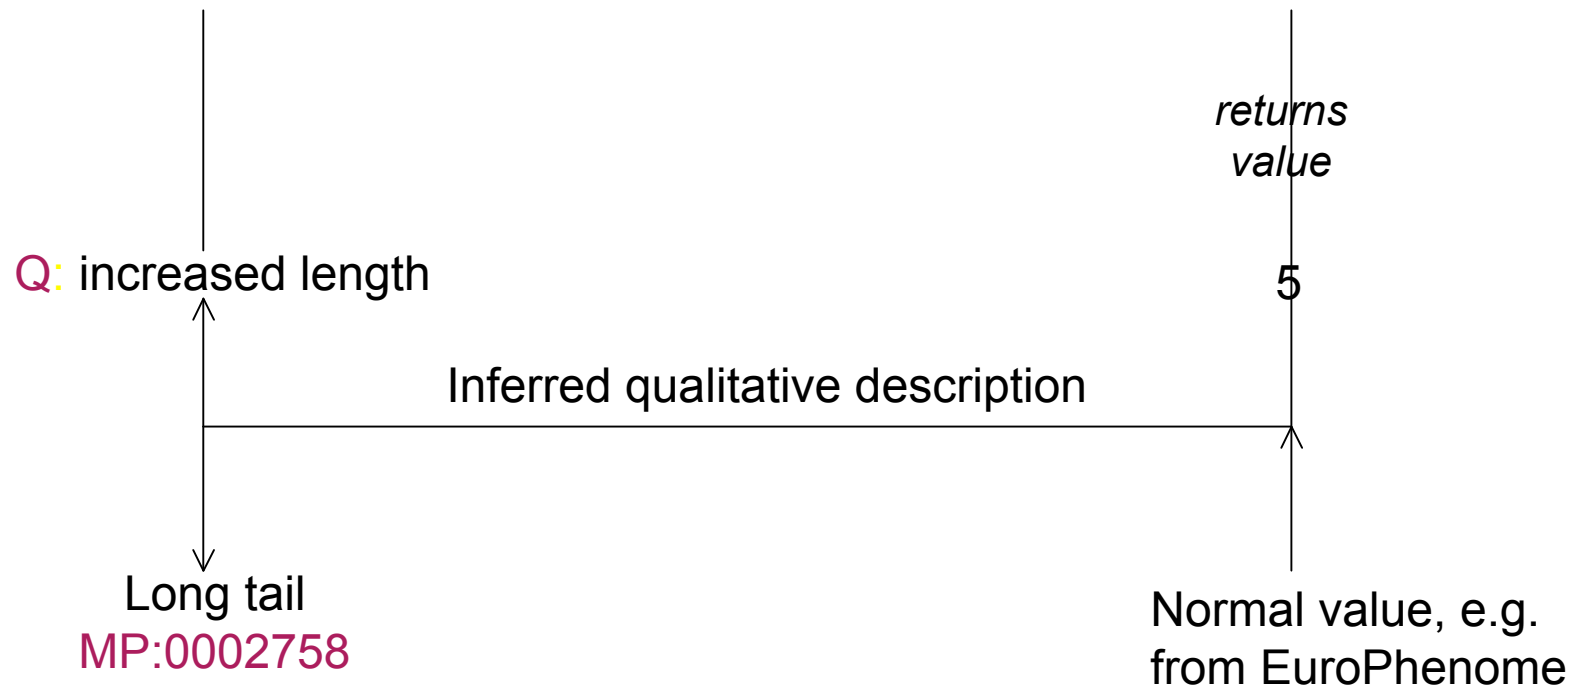 returns
value
Q: increased length
5
Inferred qualitative description
Long tail
MP:0002758
Normal value, e.g.
from EuroPhenome